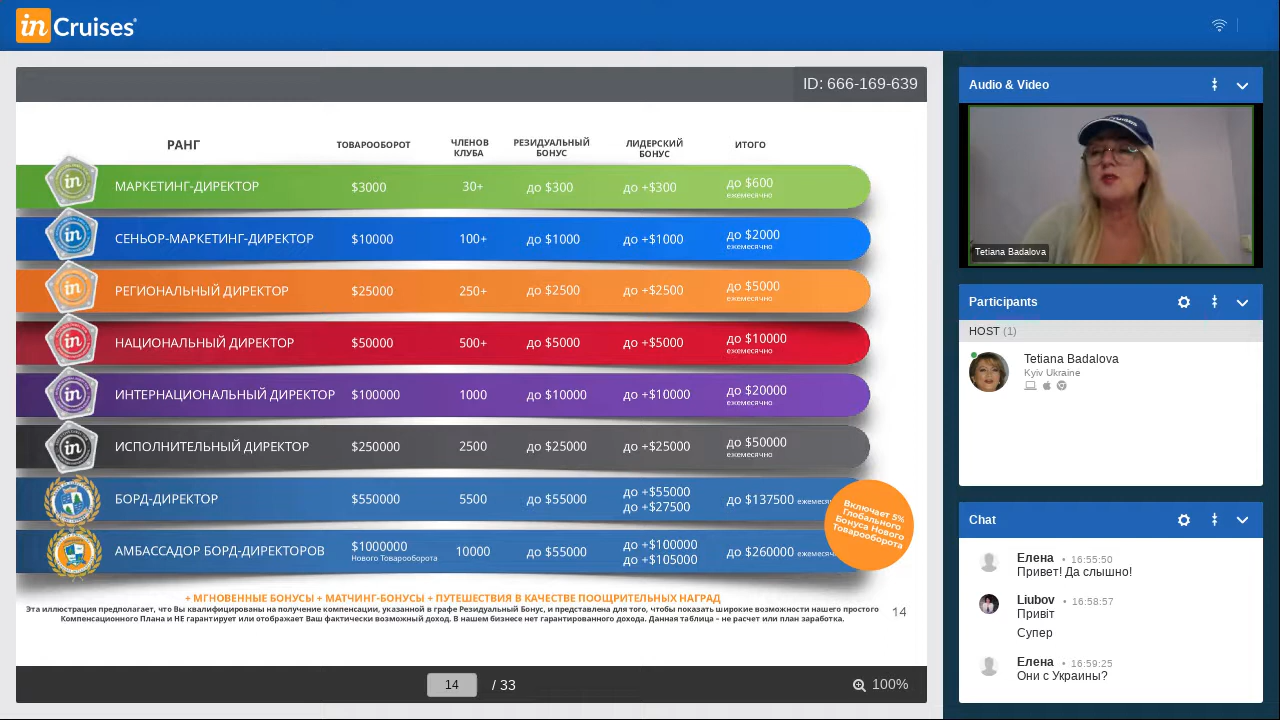 in Cruises®
ID: 666-169-639
РАНГ
ТОВАРООБОРОТ
ЧЛЕНОВ
КЛУБА
РЕЗИДУАЛЬНЫЙ
БОНУС
ЛИДЕРСКИЙ
БОНУС
ИТОГО
МАРКЕТИНГ-ДИРЕКТОР $3000 30+ до $300 до +$300 до $600
ежемесячно
СЕНЬОР-МАРКЕТИНГ-ДИРЕКТОР $10000 100+ до $1000 до +$1000 до $2000
ежемесячно
РЕГИОНАЛЬНЫЙ ДИРЕКТОР $25000 250+ до $2500 до +$2500 до $5000
ежемесячно
НАЦИОНАЛЬНЫЙ ДИРЕКТОР $50000 500+ до $5000 до +$5000 до $10000
ежемесячно
ИНТЕРНАЦИОНАЛЬНЫЙ ДИРЕКТОР $100000 1000 до $10000 до +$10000 до $20000
ежемесячно
ИСПОЛНИТЕЛЬНЫЙ ДИРЕКТОР $250000 2500 до $25000 до +$25000 до $50000
ежемесячно
БОРД-ДИРЕКТОР $550000 5500 до $55000 до +$55000
до +$27500
до $137500
АМБАССАДОР БОРД-ДИРЕКТОРОВ $1000000
Нового Товарооборота
10000 до $55000 до +$100000
до +$105000
до $260000
Включает 5%
Глобального
Бонуса Нового
Товарооборота
+ МГНОВЕННЫЕ БОНУСЫ + МАТЧИНГ-БОНУСЫ + ПУТЕШЕСТВИЯ В КАЧЕСТВЕ ПООЩРИТЕЛЬНЫХ НАГРАД
Эта иллюстрация предполагает, что Вы квалифицированы на получение компенсации, указанной в графе Резидуальный Бонус, и представлена для того, чтобы показать широкие возможности нашего простого
Компенсационного Плана и НЕ гарантирует или отображает Ваш фактически возможный доход. В нашем бизнесе нет гарантированного дохода. Данная таблица – не расчет или план заработка.
14
14 / 33
100%
Audio & Video
Tetiana Badalova
Participants
HOST (1)
Tetiana Badalova
Kyiv Ukraine
Chat
Елена • 16:55:50
Привет! Да слышно!
Liubov • 16:58:57
Привіт
Супер
Елена • 16:59:25
Они с Украины?